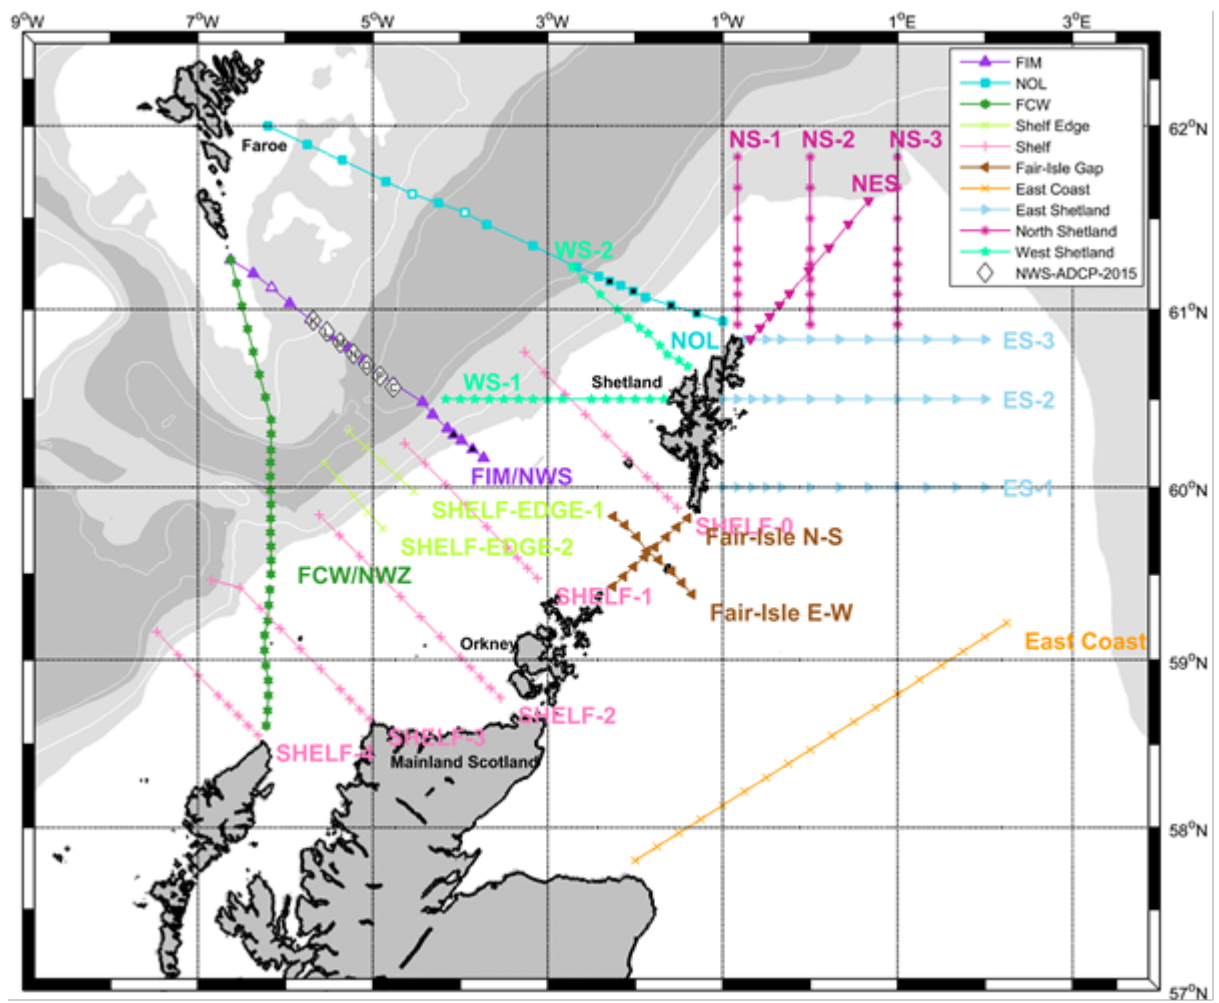 9°W 7°W 5°W 3°W 1°W 1°E 3°E
FIM
NOL
FCW
Shelf Edge
Shelf
Fair-Isle Gap
East Coast
East Shetland
North Shetland
West Shetland
NWS-ADCP-2015
62°N
NS-1 NS-2 NS-3
Faroe
NES
WS-2
61°N
NOL
ES-3
WS-1
Shetland
ES-2
FIM/NWS
60°N
ES-1
SHELF-EDGE-1
SHELF-0
Fair-Isle N-S
SHELF-EDGE-2
FCW/NWZ
SHELF-1
Fair-Isle E-W
Orkney
East Coast
59°N
SHELF-2
SHELF-3
SHELF-4
Mainland Scotland
58°N
57°N